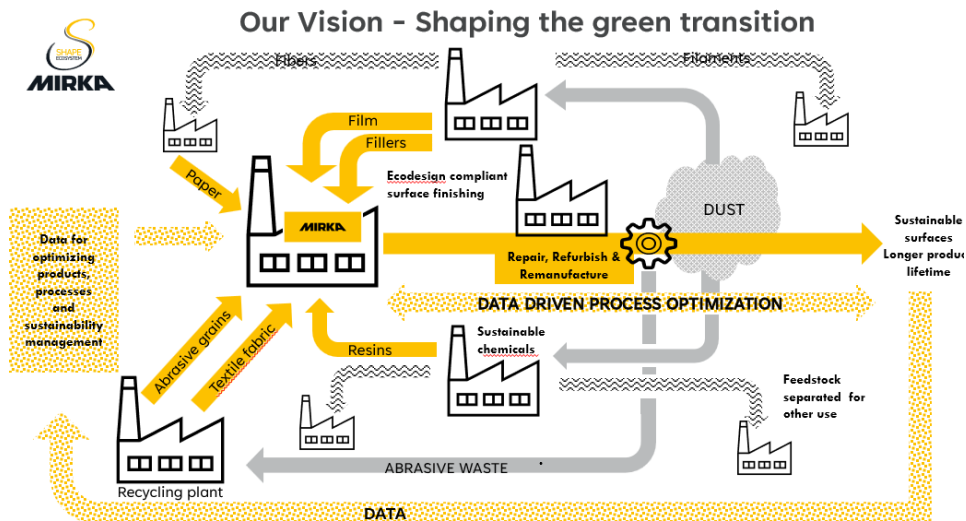 Our Vision – Shaping the green transition
SHAPE
ECOSYSTEM
MIRKA
Fibers
Filaments
Film
Fillers
Paper
Ecodesign compliant
surface finishing
MIRKA
DUST
Data for
optimizing
products,
processes
and
sustainability
management
Repair, Refurbish &
Remanufacture
Sustainable
surfaces
Longer produc
lifetime
DATA DRIVEN PROCESS OPTIMIZATION
Abrasive grains
Textile fabric
Resins
Sustainable
chemicals
Feedstock
separated for
other use
ABRASIVE WASTE
Recycling plant
DATA